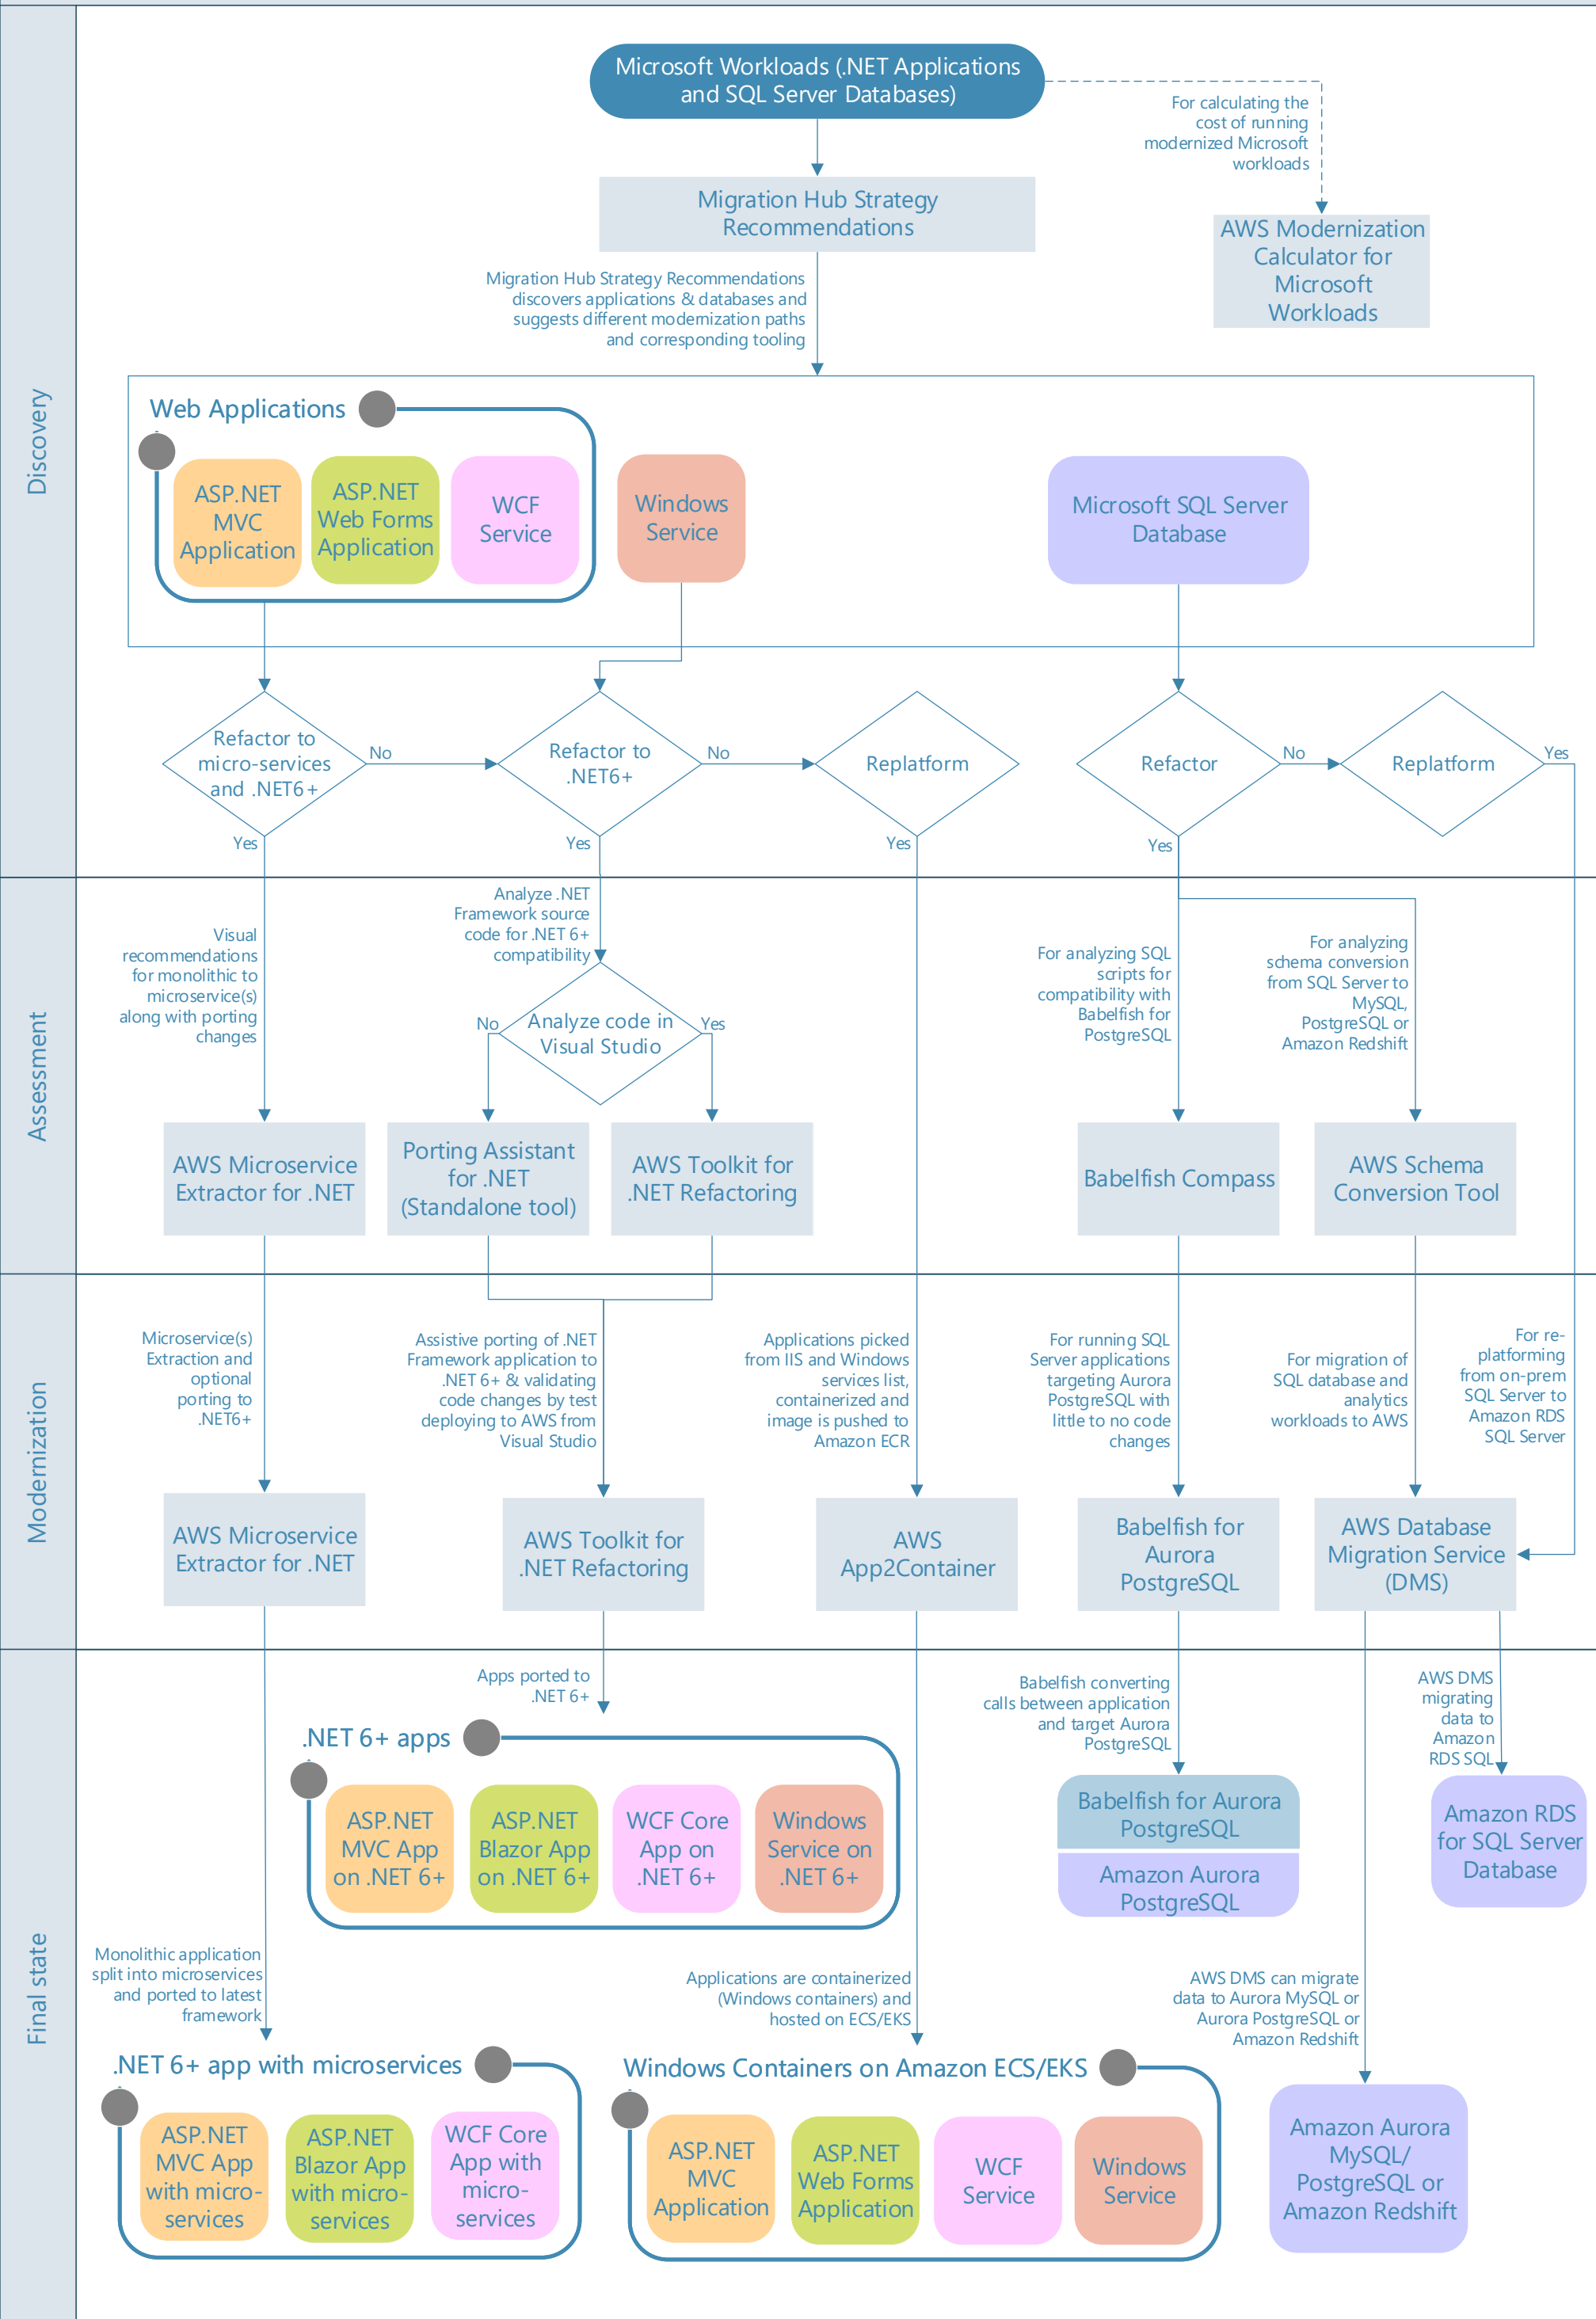 Discovery
Microsoft Workloads (.NET Applications
and SQL Server Databases)
For calculating the
cost of running
modernized Microsoft
workloads
Migration Hub Strategy
Recommendations
AWS Modernization
Calculator for
Microsoft
Workloads
Migration Hub Strategy Recommendations
discovers applications & databases and
suggests different modernization paths
and corresponding tooling
Web Applications
ASP.NET
MVC
Application
ASP.NET
Web Forms
Application
WCF
Service
Windows
Service
Microsoft SQL Server
Database
Refactor to
micro-services
and .NET6+
No
Yes
Refactor to
.NET6+
No
Yes
Replatform
Yes
Refactor
No
Yes
Replatform
Yes
Assessment
Visual
recommendations
for monolithic to
microservice(s)
along with porting
changes
Analyze .NET
Framework source
code for .NET 6+
compatibility
No
Analyze code in
Visual Studio
Yes
For analyzing SQL
scripts for
compatibility with
Babelfish for
PostgreSQL
For analyzing
schema conversion
from SQL Server to
MySQL,
PostgreSQL or
Amazon Redshift
AWS Microservice
Extractor for .NET
Porting Assistant
for .NET
(Standalone tool)
AWS Toolkit for
.NET Refactoring
Babelfish Compass
AWS Schema
Conversion Tool
Modernization
Microservice(s)
Extraction and
optional
porting to
.NET6+
Assistive porting of .NET
Framework application to
.NET 6+ & validating
code changes by test
deploying to AWS from
Visual Studio
Applications picked
from IIS and Windows
services list,
containerized and
image is pushed to
Amazon ECR
For running SQL
Server applications
targeting Aurora
PostgreSQL with
little to no code
changes
For migration of
SQL database and
analytics
workloads to AWS
For re-
platforming
from on-prem
SQL Server to
Amazon RDS
SQL Server
AWS Microservice
Extractor for .NET
AWS Toolkit for
.NET Refactoring
AWS
App2Container
Babelfish for
Aurora
PostgreSQL
AWS Database
Migration Service
(DMS)
Final state
Apps ported to
.NET 6+
Babelfish converting
calls between application
and target Aurora
PostgreSQL
AWS DMS
migrating
data to
Amazon
RDS SQL
.NET 6+ apps
ASP.NET
MVC App
on .NET 6+
ASP.NET
Blazor App
on .NET 6+
WCF Core
App on
.NET 6+
Windows
Service on
.NET 6+
Babelfish for Aurora
PostgreSQL
Amazon Aurora
PostgreSQL
Amazon RDS
for SQL Server
Database
Monolithic application
split into microservices
and ported to latest
framework
Applications are containerized
(Windows containers) and
hosted on ECS/EKS
AWS DMS can migrate
data to Aurora MySQL or
Aurora PostgreSQL or
Amazon Redshift
.NET 6+ app with microservices
ASP.NET
MVC App
with micro-
services
ASP.NET
Blazor App
with micro-
services
WCF Core
App with
micro-
services
Windows Containers on Amazon ECS/EKS
ASP.NET
MVC
Application
ASP.NET
Web Forms
Application
WCF
Service
Windows
Service
Amazon Aurora
MySQL/
PostgreSQL or
Amazon Redshift